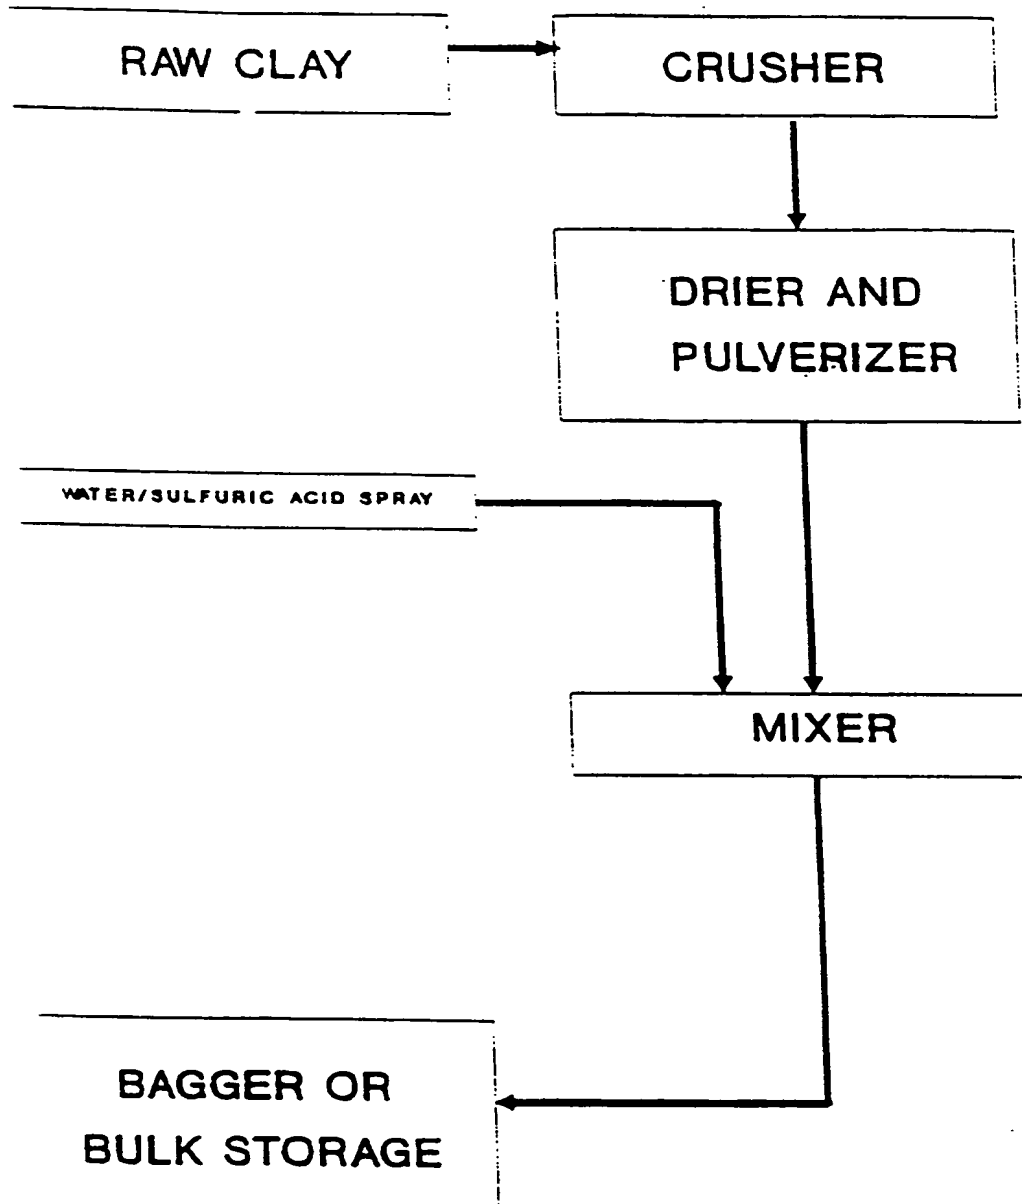 RAW CLAY
CRUSHER
DRIER AND
PULVERIZER
WATER/SULFURIC ACID SPRAY
MIXER
BAGGER OR
BULK STORAGE